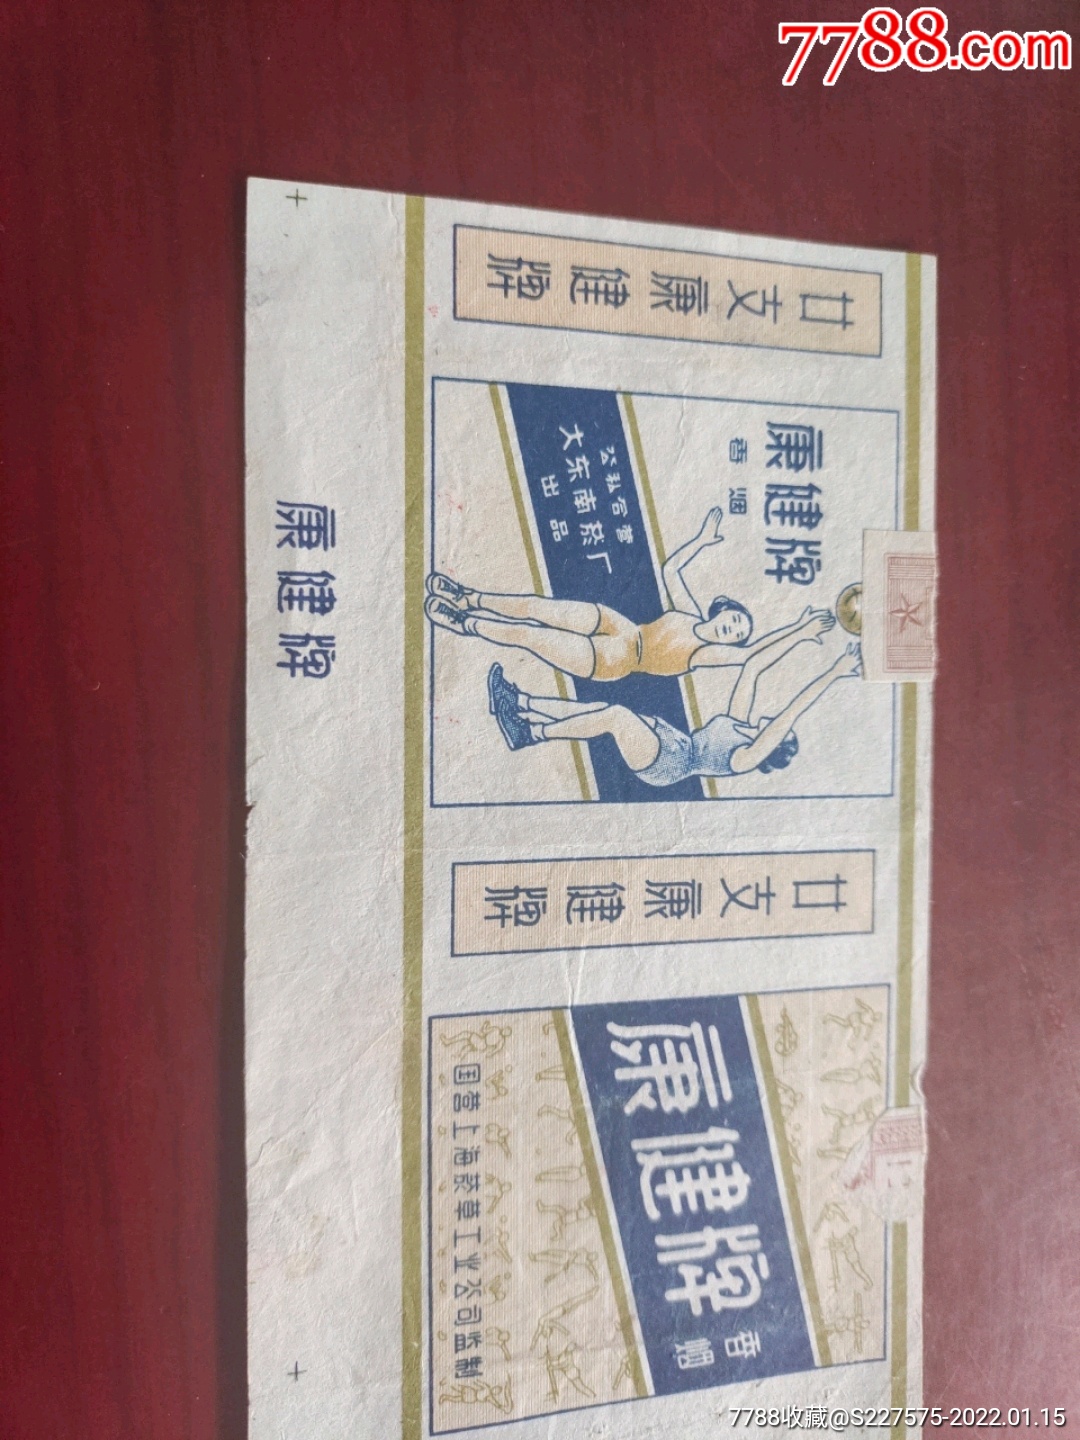 7788.com
廿支康健牌
康健牌
香烟
公私合营
大东南菸厂
出品
康健牌
廿支康健牌
康健牌
香烟
国营上海菸草工业公司监制
7788收藏@S227575-2022.01.15